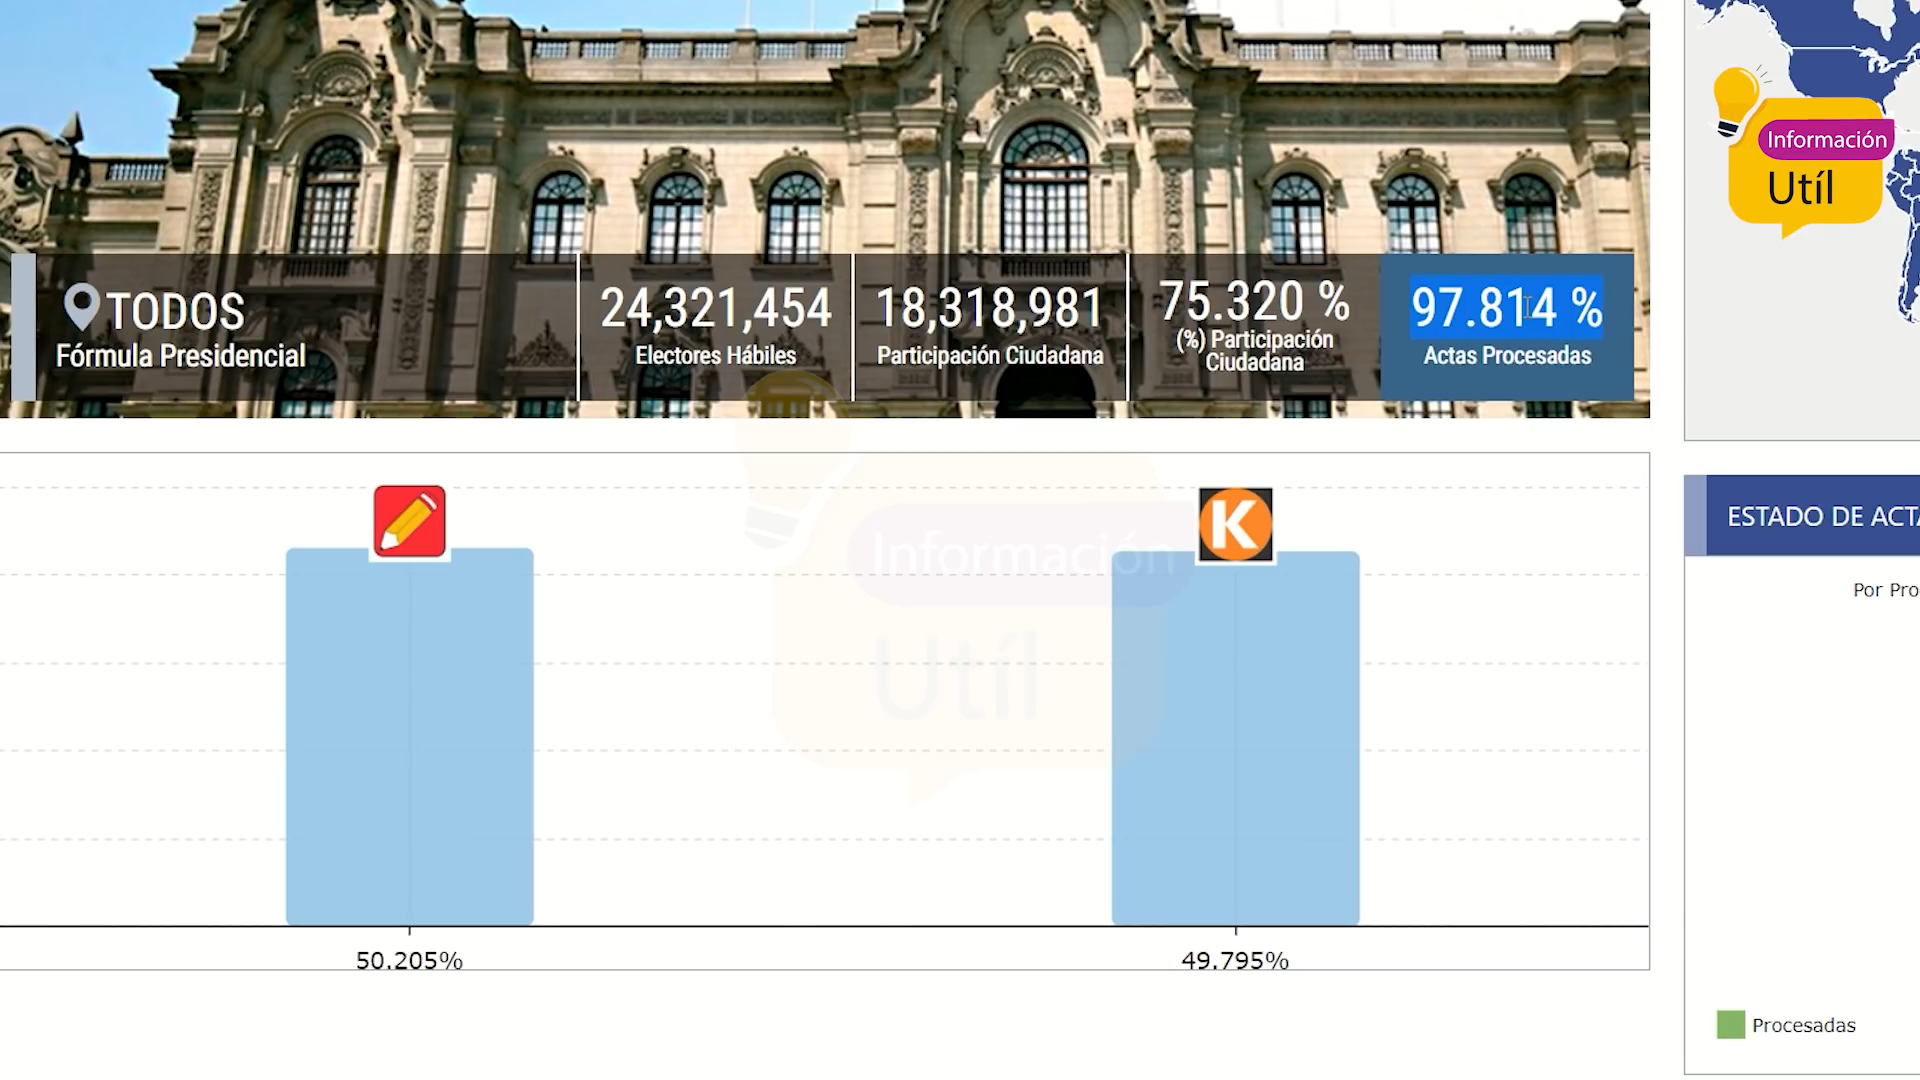 TODOS
Fórmula Presidencial
24,321,454
Electores Hábiles
18,318,981
Participación Ciudadana
75.320 %
(%) Participación
Ciudadana
97.814 %
Actas Procesadas
Información
Utíl
K
Información
Utíl
50.205%
49.795%
ESTADO DE ACTA
Por Pro
Procesadas